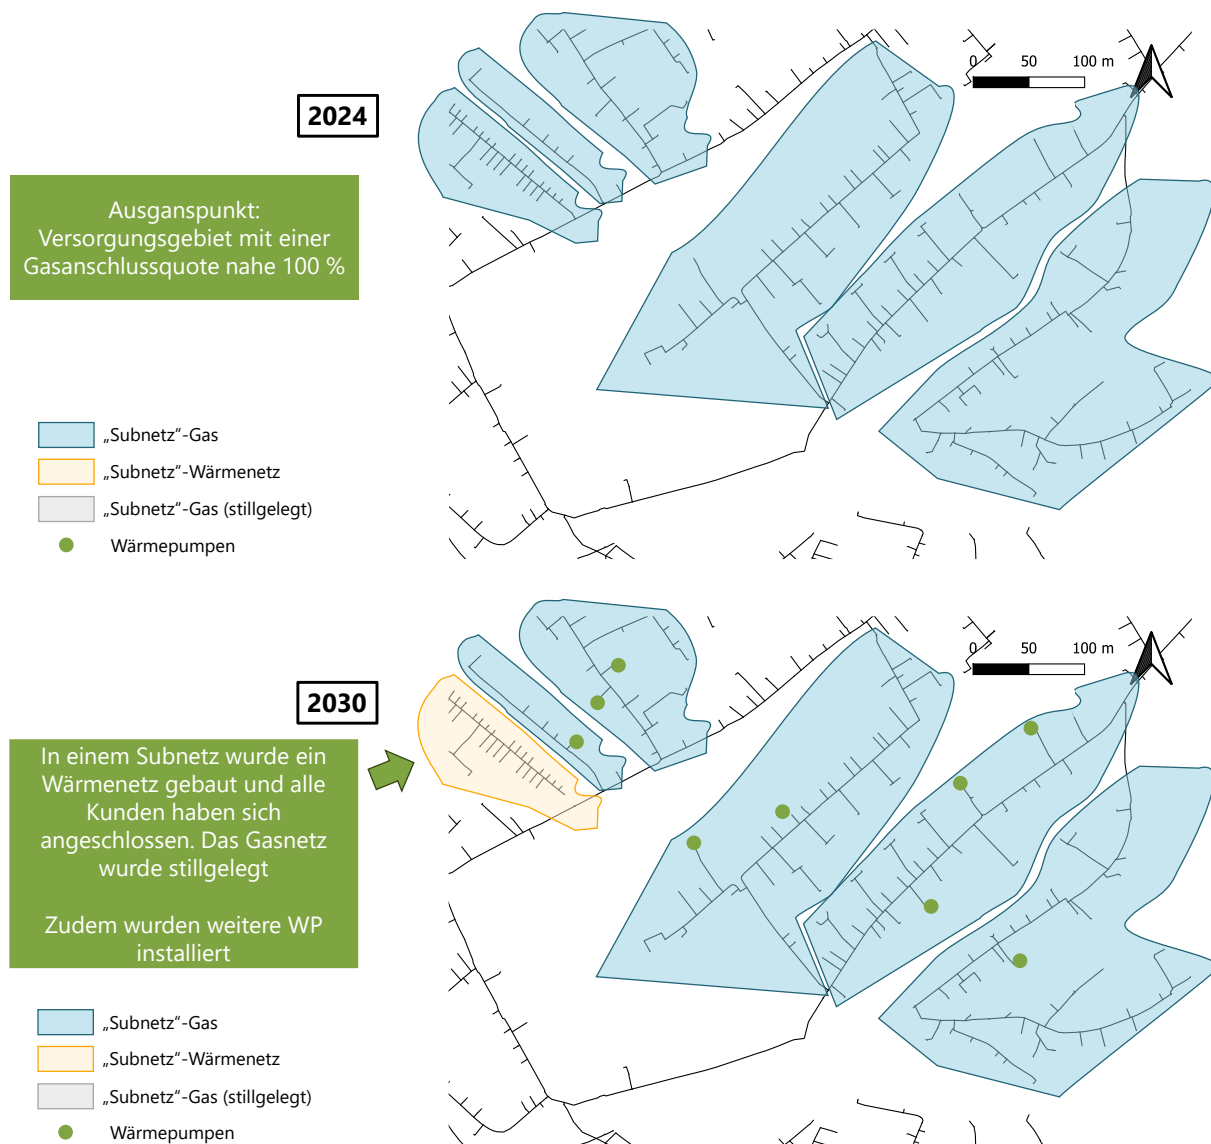 2024
0 50 100 m
Ausganspunkt:
Versorgungsgebiet mit einer
Gasanschlussquote nahe 100 %
„Subnetz“-Gas
„Subnetz“-Wärmenetz
„Subnetz“-Gas (stillgelegt)
Wärmepumpen
2030
0 50 100 m
In einem Subnetz wurde ein
Wärmenetz gebaut und alle
Kunden haben sich
angeschlossen. Das Gasnetz
wurde stillgelegt
Zudem wurden weitere WP
installiert
„Subnetz“-Gas
„Subnetz“-Wärmenetz
„Subnetz“-Gas (stillgelegt)
Wärmepumpen